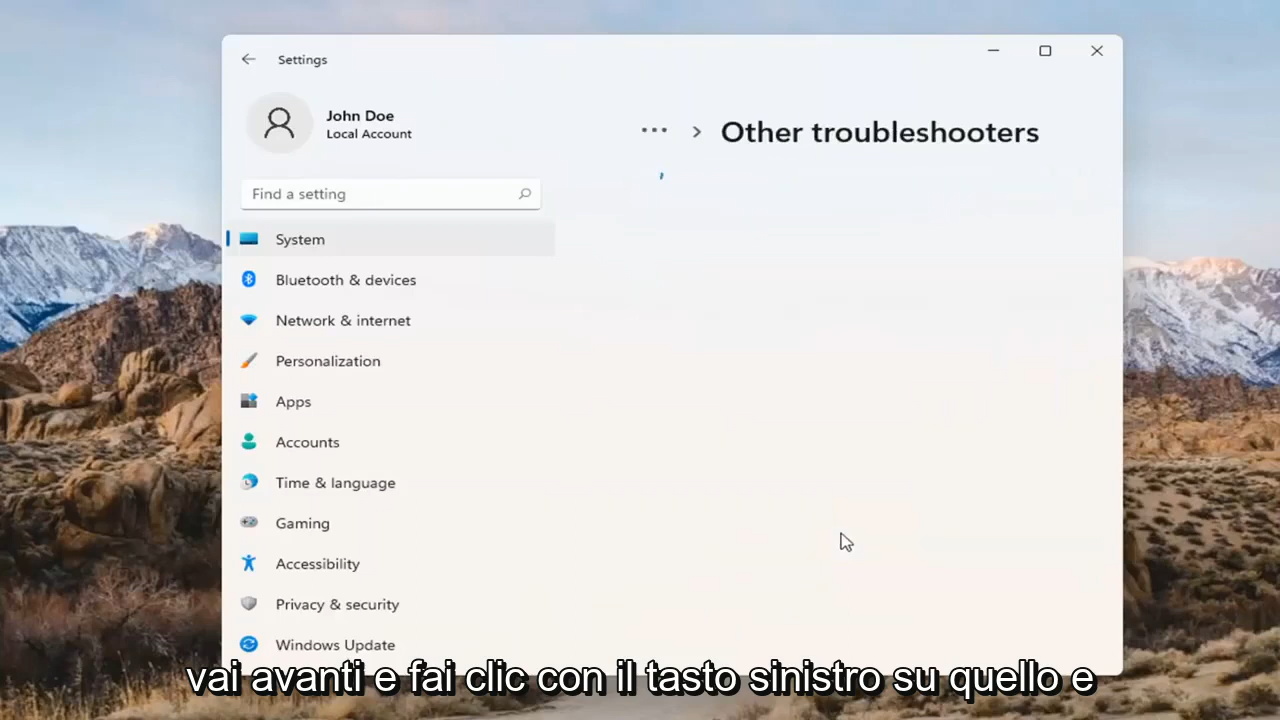 Settings
John Doe
Local Account
Other troubleshooters
Find a setting
System
Bluetooth & devices
Network & internet
Personalization
Apps
Accounts
Time & language
Gaming
Accessibility
Privacy & security
Windows Update
vai avanti e fai clic con il tasto sinistro su quello e